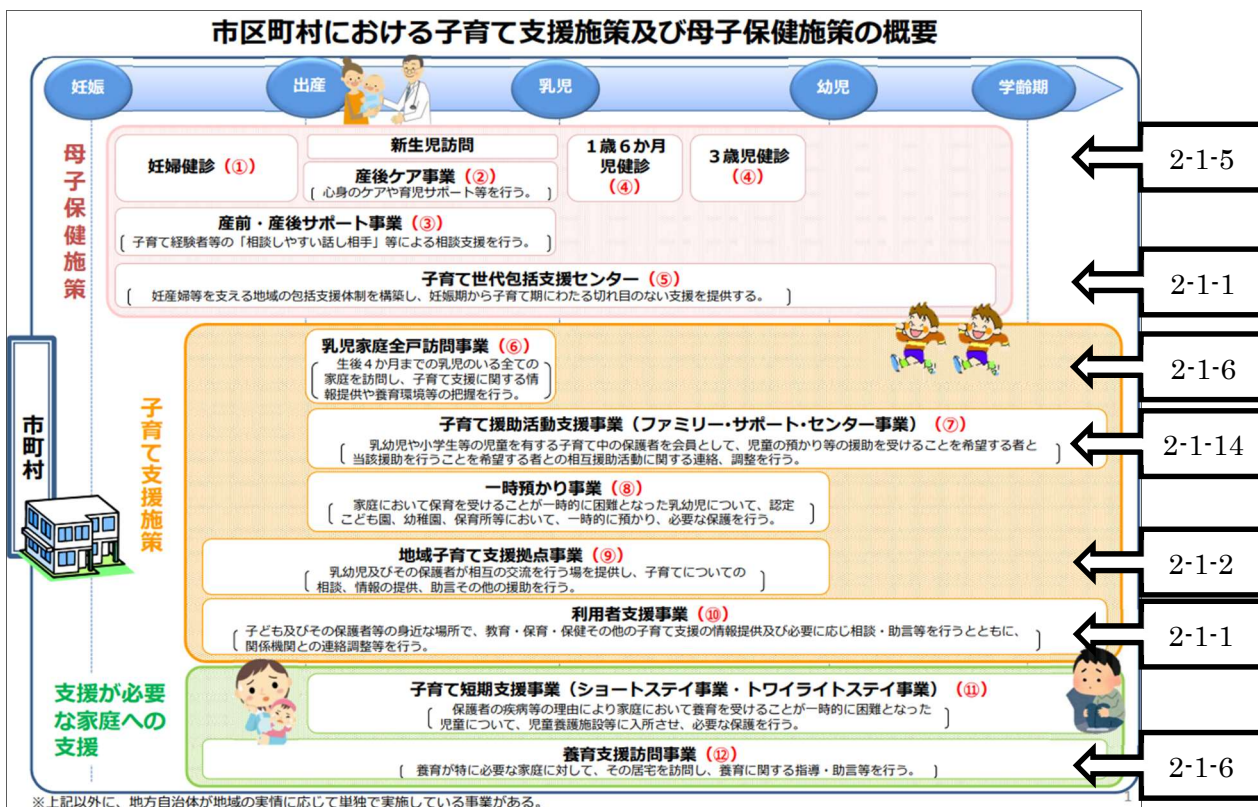 市区町村における子育て支援施策及び母子保健施策の概要
妊娠
出産
乳児
幼児
学齢期
母子保健施策
妊婦健診（①）
新生児訪問
産後ケア事業（②）
心身のケアや育児サポート等を行う。
１歳６か月
児健診
（④）
３歳児健診
（④）
2-1-5
産前・産後サポート事業（③）
子育て経験者等の「相談しやすい話し相手」等による相談支援を行う。
子育て世代包括支援センター（⑤）
妊産婦等を支える地域の包括支援体制を構築し、妊娠期から子育て期にわたる切れ目のない支援を提供する。
2-1-1
市町村
子育て支援施策
乳児家庭全戸訪問事業（⑥）
生後４か月までの乳児のいる全ての
家庭を訪問し、子育て支援に関する情
報提供や養育環境等の把握を行う。
2-1-6
子育て援助活動支援事業（ファミリー・サポート・センター事業）（⑦）
乳幼児や小学生等の児童を有する子育て中の保護者を会員として、児童の預かり等の援助を受けることを希望する者と
当該援助を行うことを希望する者との相互援助活動に関する連絡、調整を行う。
2-1-14
一時預かり事業（⑧）
家庭において保育を受けることが一時的に困難となった乳幼児について、認定
こども園、幼稚園、保育所等において、一時的に預かり、必要な保護を行う。
地域子育て支援拠点事業（⑨）
乳幼児及びその保護者が相互の交流を行う場を提供し、子育てについての
相談、情報の提供、助言その他の援助を行う。
2-1-2
利用者支援事業（⑩）
子ども及びその保護者等の身近な場所で、教育・保育・保健その他の子育て支援の情報提供及び必要に応じ相談・助言等を行うとともに、
関係機関との連絡調整等を行う。
2-1-1
支援が必要
な家庭への
支援
子育て短期支援事業（ショートステイ事業・トワイライトステイ事業）（⑪）
保護者の疾病等の理由により家庭において養育を受けることが一時的に困難となった
児童について、児童養護施設等に入所させ、必要な保護を行う。
養育支援訪問事業（⑫）
養育が特に必要な家庭に対して、その居宅を訪問し、養育に関する指導・助言等を行う。
2-1-6
※上記以外に、地方自治体が地域の実情に応じて単独で実施している事業がある。
1